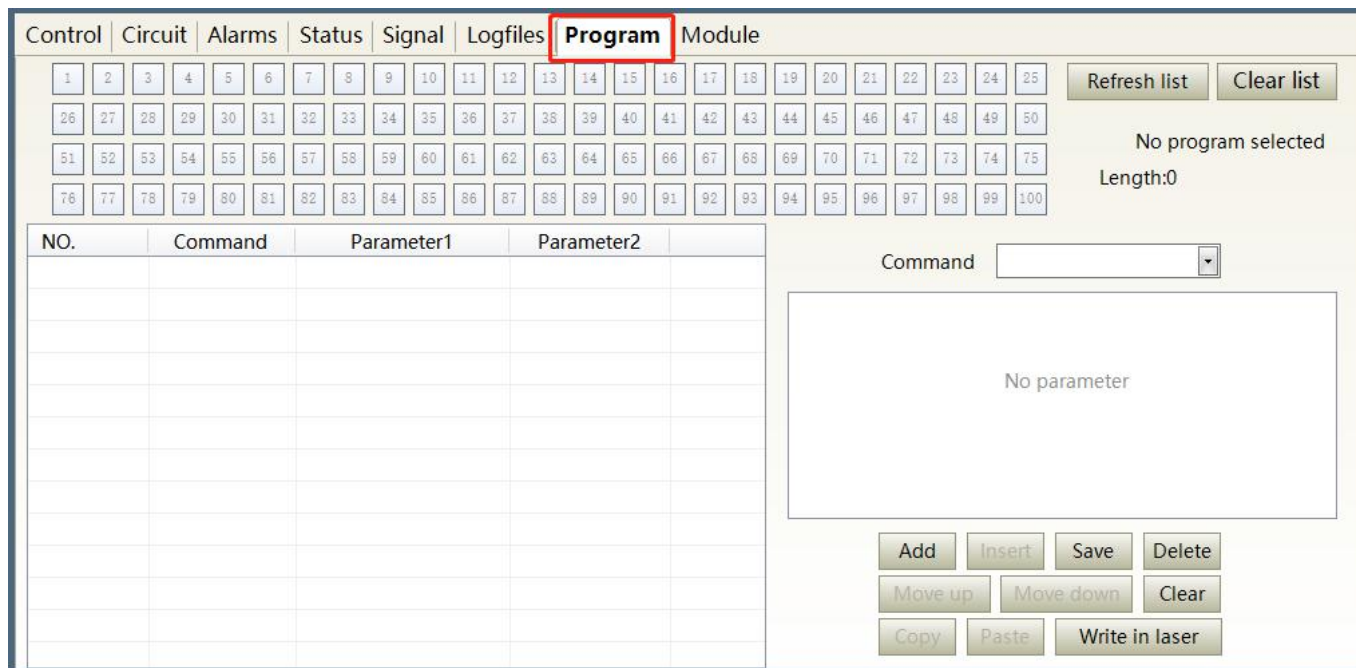 Control Circuit Alarms Status Signal Logfiles Program Module
1 2 3 4 5 6 7 8 9 10 11 12 13 14 15 16 17 18 19 20 21 22 23 24 25 Refresh list Clear list
26 27 28 29 30 31 32 33 34 35 36 37 38 39 40 41 42 43 44 45 46 47 48 49 50
No program selected
51 52 53 54 55 56 57 58 59 60 61 62 63 64 65 66 67 68 69 70 71 72 73 74 75
Length:0
76 77 78 79 80 81 82 83 84 85 86 87 88 89 90 91 92 93 94 95 96 97 98 99 100
NO. Command Parameter1 Parameter2
Command
No parameter
Add Insert Save Delete
Move up Move down Clear
Copy Paste Write in laser